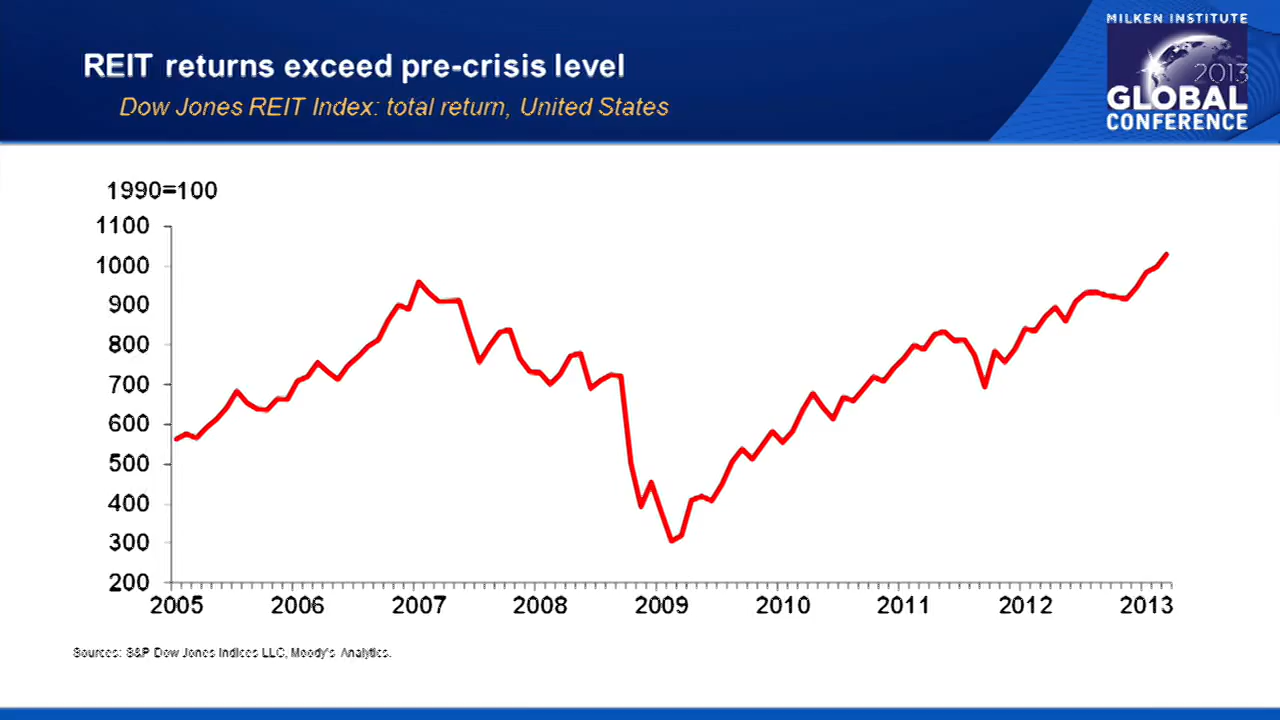 MILKEN INSTITUTE
2013
GLOBAL
CONFERENCE
REIT returns exceed pre-crisis level
Dow Jones REIT Index: total return, United States
1990=100
1100
1000
900
800
700
600
500
400
300
200
2005 2006 2007 2008 2009 2010 2011 2012 2013
Sources: S&P Dow Jones Indices LLC, Moody's Analytics.